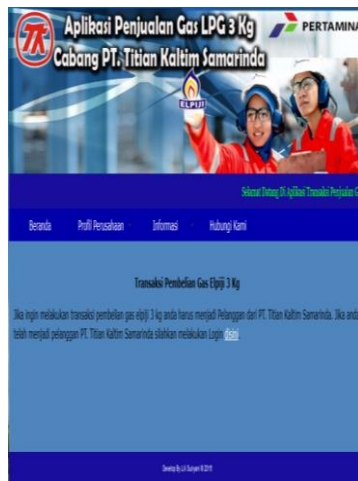 Aplikasi Penjualan Gas LPG 3 Kg
Cabang PT. Titian Kaltim Samarinda
PERTAMINA
ELPIJI
Selamat Datang Di Aplikasi Transaksi Penjualan G
Beranda Profil Perusahaan Informasi Hubungi Kami
Transaksi Pembelian Gas Elpiji 3 Kg
Jika ingin melakukan transaksi pembelian gas elpiji 3 kg anda harus menjadi Pelanggan dari PT. Titian Kaltim Samarinda. Jika anda
telah menjadi pelanggan PT. Titian Kaltim Samarinda silahkan melakukan Login disini